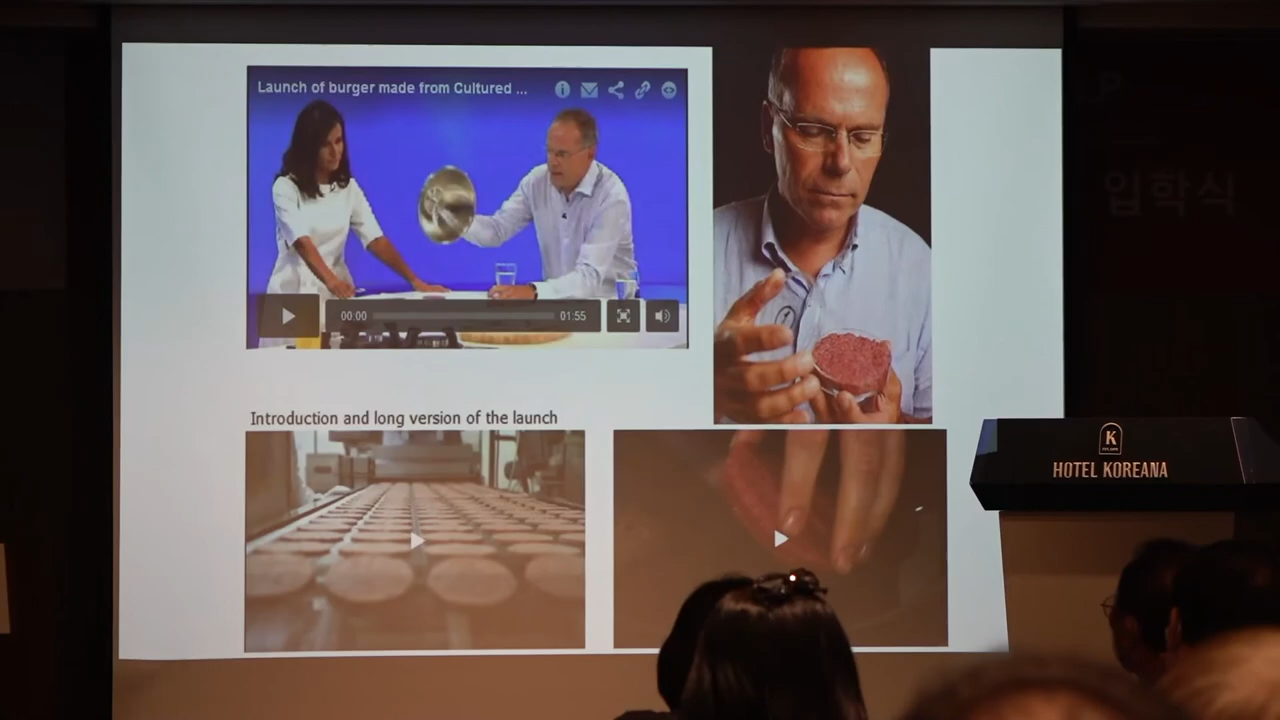 Launch of burger made from Cultured ...
00:00
01:55
Introduction and long version of the launch
입학식
K
HOTEL KOREANA